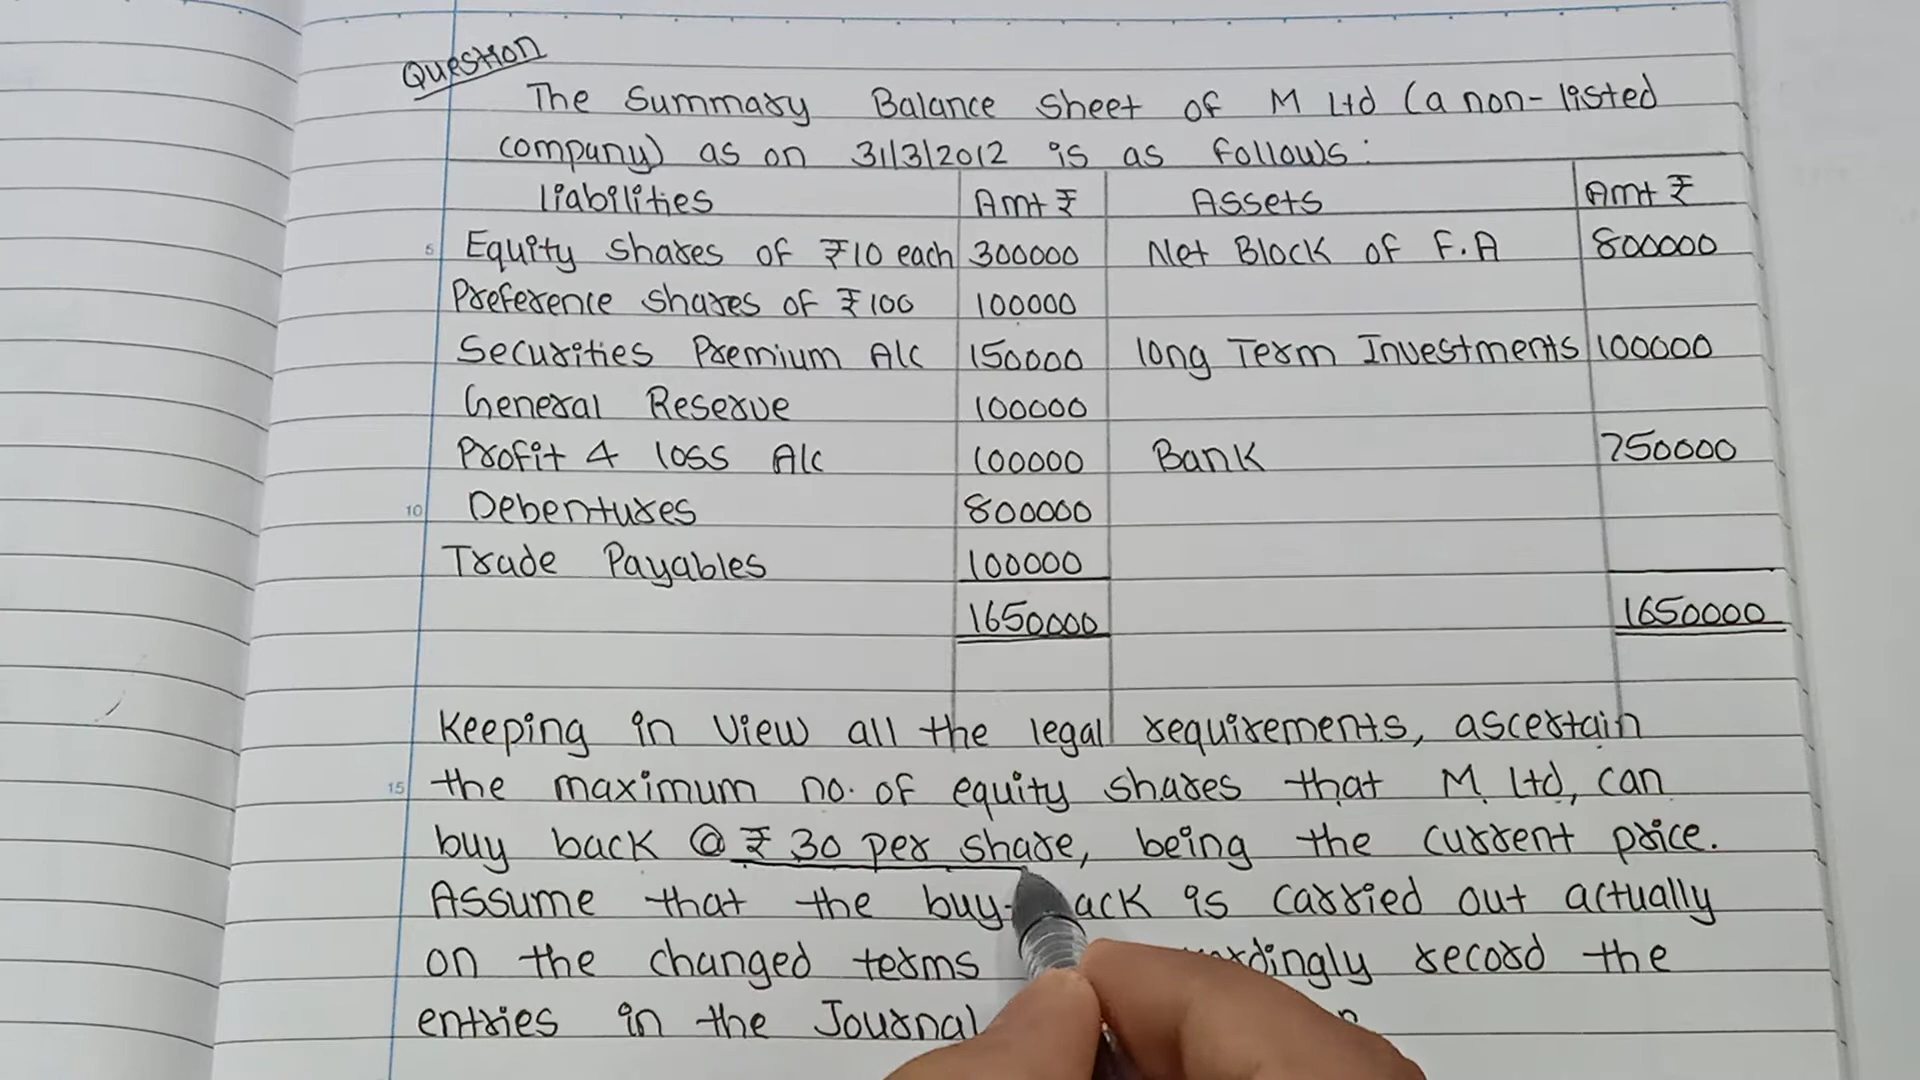 Question
The Summary Balance Sheet of M Ltd (a non-listed
company) as on 31/3/2012 is as follows:
Liabilities Amt ₹ Assets Amt ₹
5 Equity shares of ₹10 each 300000 Net Block of F.A 800000
Preference shares of ₹100 100000
Securities Premium A/c 150000 long Term Investments 100000
General Reserve 100000
Profit & loss A/c 100000 Bank 750000
10 Debentures 800000
Trade Payables 100000
1650000 1650000
Keeping in view all the legal requirements, ascertain
15 the maximum no. of equity shares that M Ltd, can
buy back @ ₹ 30 per share, being the current price.
Assume that the buy- ack is carried out actually
on the changed terms rdingly record the
entries in the Journal